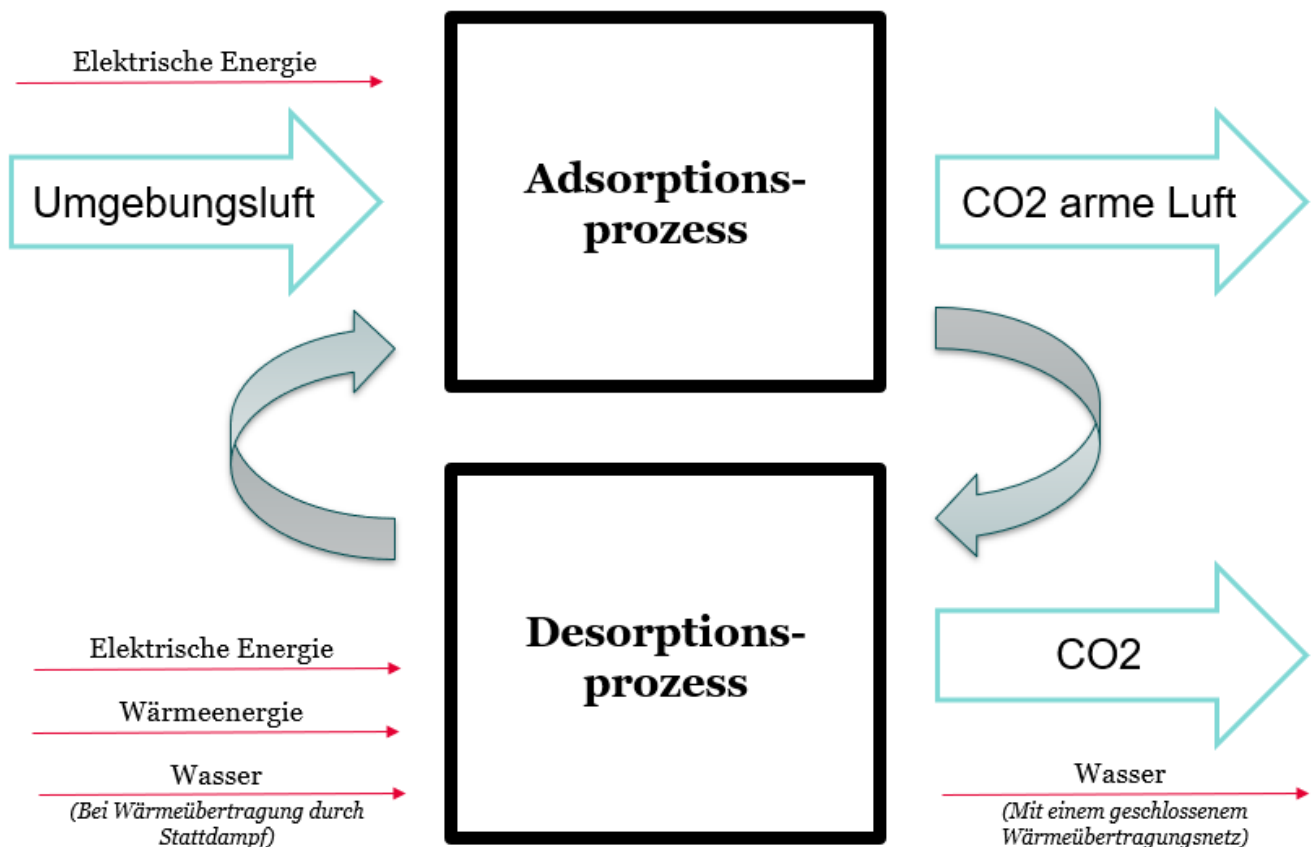 Elektrische Energie
Umgebungsluft
Adsorptions-
prozess
CO2 arme Luft
Elektrische Energie
Wärmeenergie
Wasser
(Bei Wärmeübertragung durch
Stattdampf)
Desorptions-
prozess
CO2
Wasser
(Mit einem geschlossenem
Wärmeübertragungsnetz)